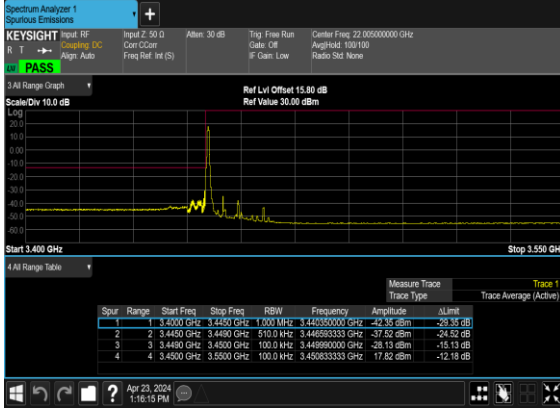 Spectrum Analyzer 1
Spurious Emissions
+
KEYSIGHT Input: RF Input Z: 50 Ω Atten: 30 dB Trig: Free Run Center Freq: 22.005000000 GHz
R T Coupling: DC Corr CCorr Gate: Off Avg|Hold: 100/100
Align: Auto Freq Ref: Int (S) IF Gain: Low Radio Std: None
LXI PASS
3 All Range Graph
Ref Lvl Offset 15.80 dB
Scale/Div 10.0 dB Ref Value 30.00 dBm
Log
20.0
10.0
0.00
-10.0
-20.0
-30.0
-40.0
-50.0
-60.0
Start 3.400 GHz Stop 3.550 GH
4 All Range Table
Measure Trace Trace 1
Trace Type Trace Average (Active)
Spur Range Start Freq Stop Freq RBW Frequency Amplitude ΔLimit
1 1 3.4000 GHz 3.4450 GHz 1.000 MHz 3.440350000 GHz -42.35 dBm -29.35 dB
2 2 3.4450 GHz 3.4490 GHz 510.0 kHz 3.446593333 GHz -37.52 dBm -24.52 dB
3 3 3.4490 GHz 3.4500 GHz 100.0 kHz 3.449990000 GHz -28.13 dBm -15.13 dB
4 4 3.4500 GHz 3.5500 GHz 100.0 kHz 3.450833333 GHz 17.82 dBm -12.18 dB
? Apr 23, 2024
1:16:15 PM